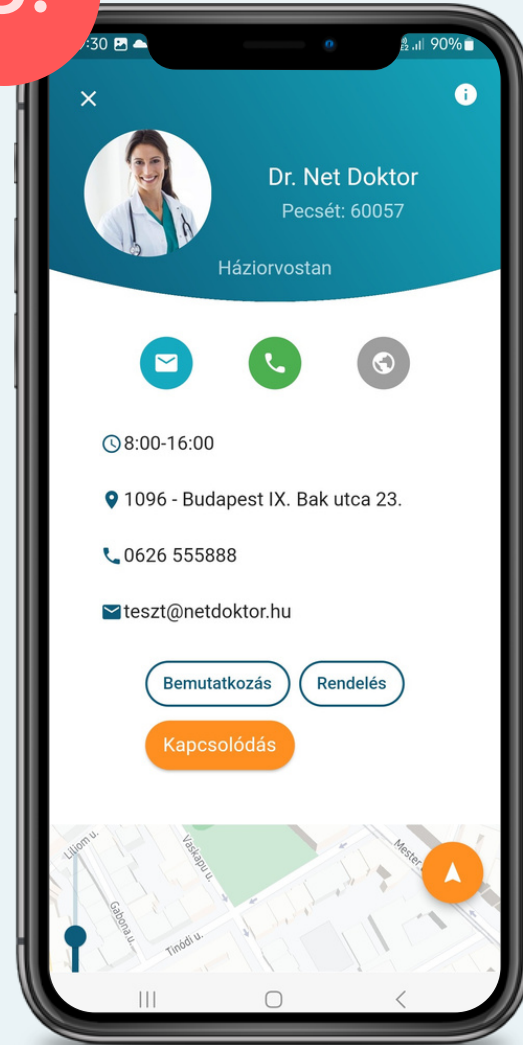 :30
90%
Dr. Net Doktor
Pecsét: 60057
Háziorvostan
8:00-16:00
1096 - Budapest IX. Bak utca 23.
0626 555888
teszt@netdoktor.hu
Bemutatkozás
Rendelés
Kapcsolódás
Liliom u.
Vaskapu u.
Mester
Gabona u.
Tinódi u.